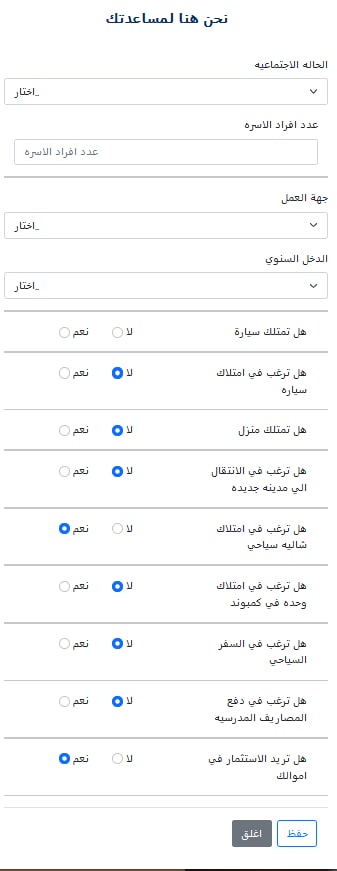 نحن هنا لمساعدتك
الحاله الاجتماعيه
اختار_
عدد افراد الاسره
عدد افراد الاسره
جهة العمل
اختار_
الدخل السنوي
اختار_
هل تمتلك سيارة لا نعم
هل ترغب في امتلاك لا نعم
سياره
هل تمتلك منزل لا نعم
هل ترغب في الانتقال لا نعم
الي مدينه جديده
هل ترغب في امتلاك لا نعم
شاليه سياحي
هل ترغب في امتلاك لا نعم
وحده في كمبوند
هل ترغب في السفر لا نعم
السياحي
هل ترغب في دفع لا نعم
المصاريف المدرسيه
هل تريد الاستثمار في لا نعم
اموالك
حفظ اغلق